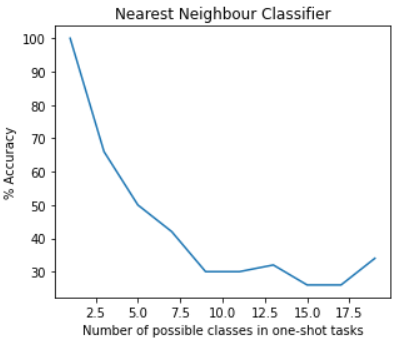 Nearest Neighbour Classifier
100
90
80
70
60
50
40
30
% Accuracy
2.5 5.0 7.5 10.0 12.5 15.0 17.5
Number of possible classes in one-shot tasks